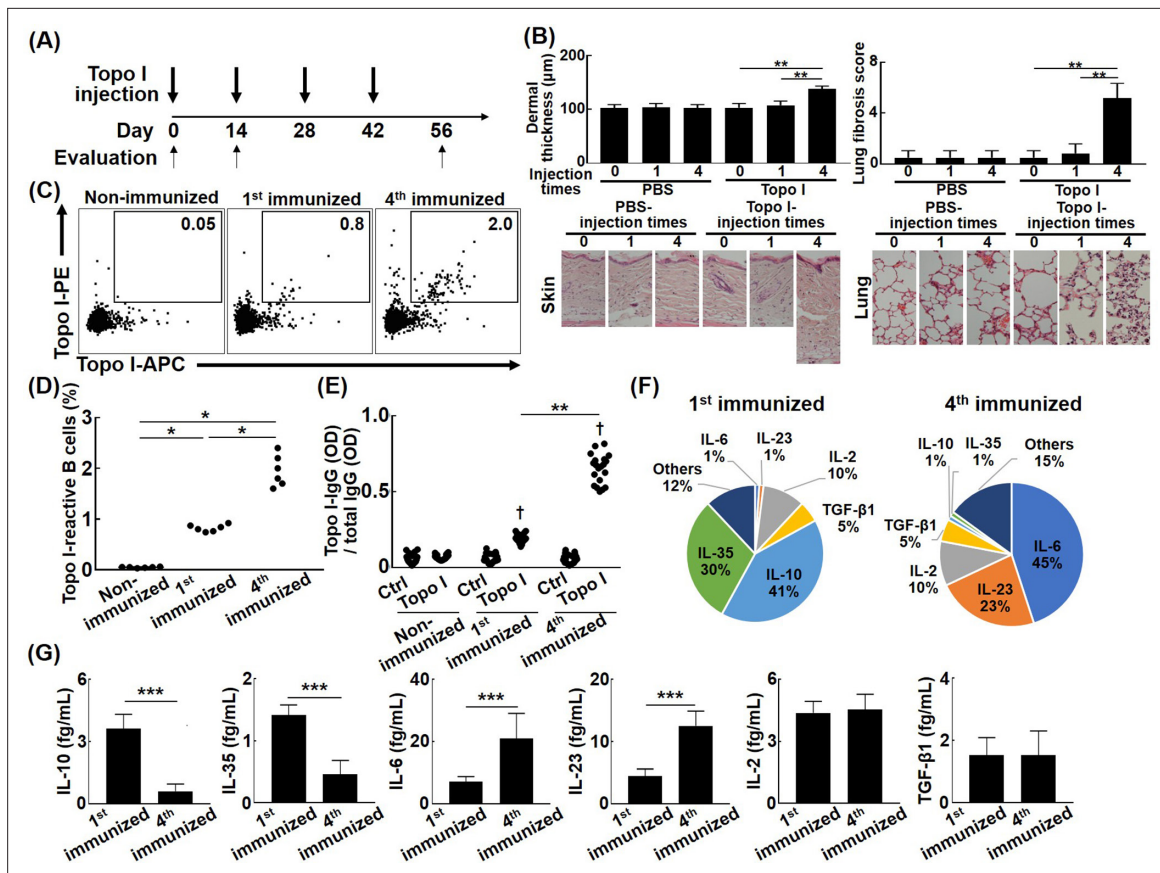 (A)
Topo I
injection
Day 0 14 28 42 56
Evaluation
(B)
Dermal
thickness (µm)
200
100
0
**
**
Injection
times
0 1 4 0 1 4
PBS Topo I
PBS-
injection times
Topo I-
injection times
0 1 4 0 1 4
Skin
Lung fibrosis score
8
4
0
**
**
0 1 4 0 1 4
PBS Topo I
PBS-
injection times
Topo I-
injection times
0 1 4 0 1 4
Lung
(C)
Non-immunized 1st immunized 4th immunized
0.05 0.8 2.0
Topo I-PE
Topo I-APC
(D)
Topo I-reactive B cells (%)
3
2
1
0
*
* *
Non-
immunized
1st
immunized
4th
immunized
(E)
Topo I-IgG (OD)
/ total IgG (OD)
1.0
0.5
0
**
†
†
Ctrl Topo I Ctrl Topo I Ctrl Topo I
Non-
immunized
1st
immunized
4th
immunized
(F)
1st immunized
IL-6
1%
IL-23
1%
IL-2
10%
TGF-β1
5%
IL-10
41%
IL-35
30%
Others
12%
4th immunized
IL-10
1%
IL-35
1%
Others
15%
TGF-β1
5%
IL-2
10%
IL-23
23%
IL-6
45%
(G)
IL-10 (fg/mL)
6
3
0
***
1st
immunized
4th
immunized
IL-35 (fg/mL)
2
1
0
***
1st
immunized
4th
immunized
IL-6 (fg/mL)
40
20
0
***
1st
immunized
4th
immunized
IL-23 (fg/mL)
20
10
0
***
1st
immunized
4th
immunized
IL-2 (fg/mL)
6
3
0
1st
immunized
4th
immunized
TGF-β1 (fg/mL)
4
2
0
1st
immunized
4th
immunized